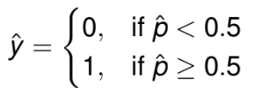 ŷ = { 0, if p̂ < 0.5
1, if p̂ ≥ 0.5